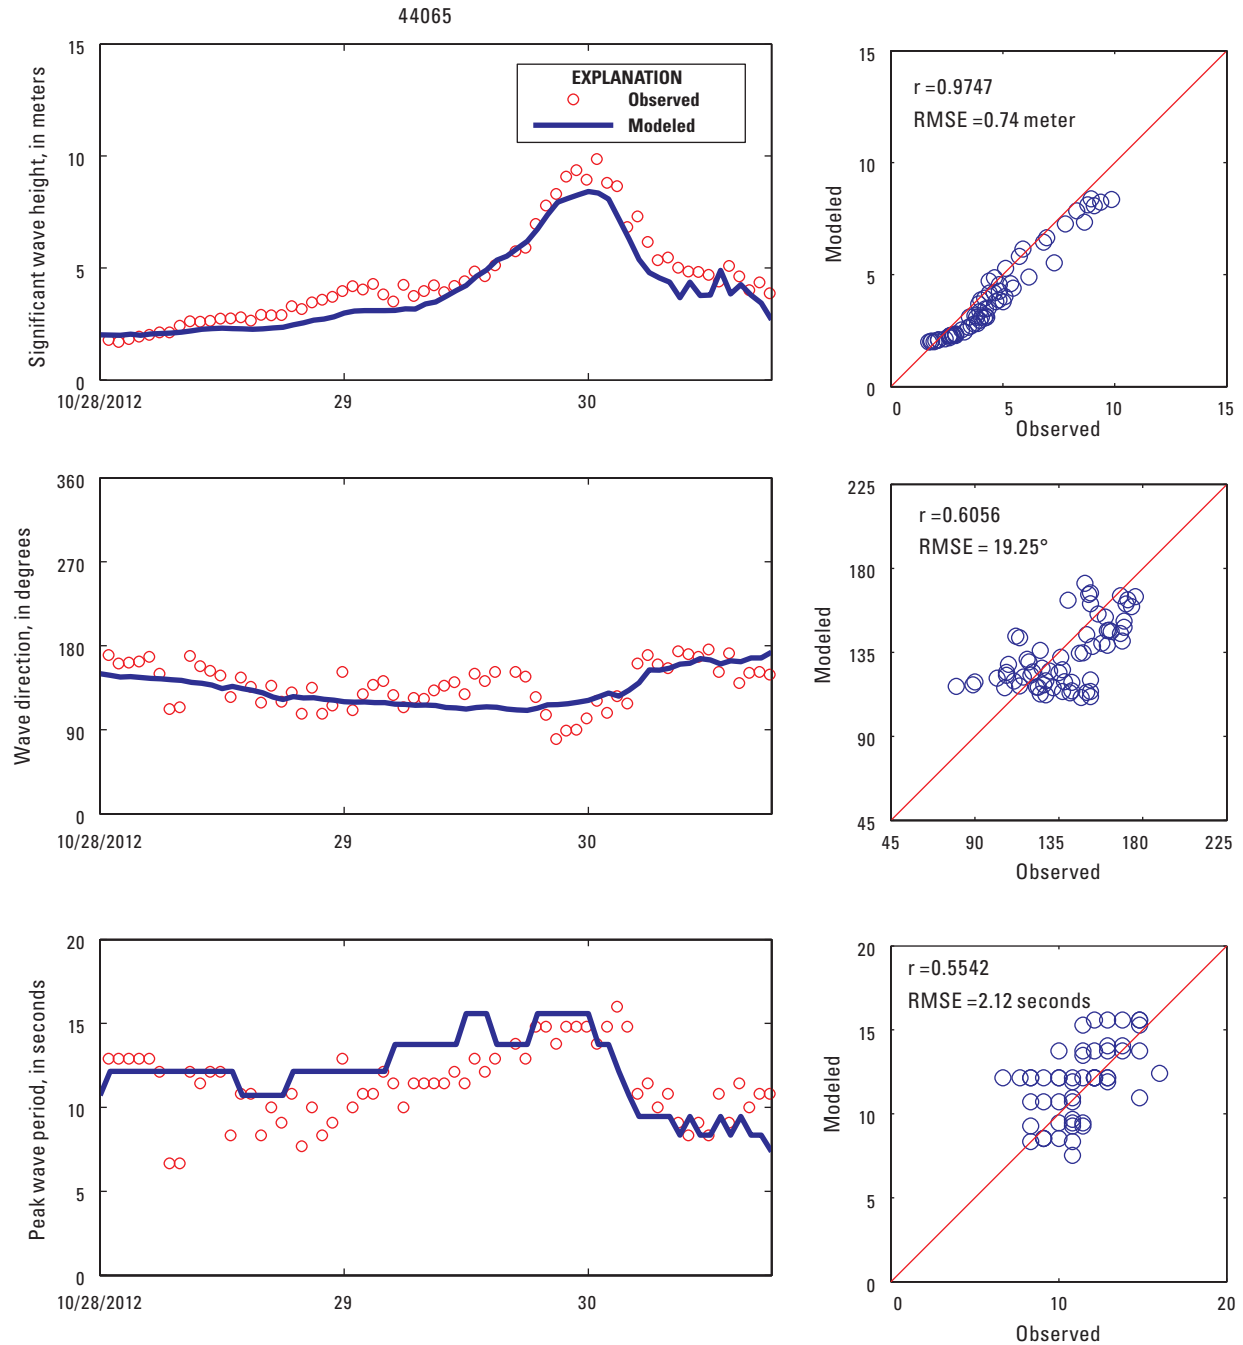 44065
Significant wave height, in meters
15
10
5
0
EXPLANATION
Observed
Modeled
10/28/2012
29
30
Modeled
15
10
5
0
r =0.9747
RMSE =0.74 meter
0
5
10
15
Observed
Wave direction, in degrees
360
270
180
90
0
10/28/2012
29
30
Modeled
225
180
135
90
45
r =0.6056
RMSE = 19.25°
45
90
135
180
225
Observed
Peak wave period, in seconds
20
15
10
5
0
10/28/2012
29
30
Modeled
20
15
10
5
0
r =0.5542
RMSE =2.12 seconds
0
10
20
Observed